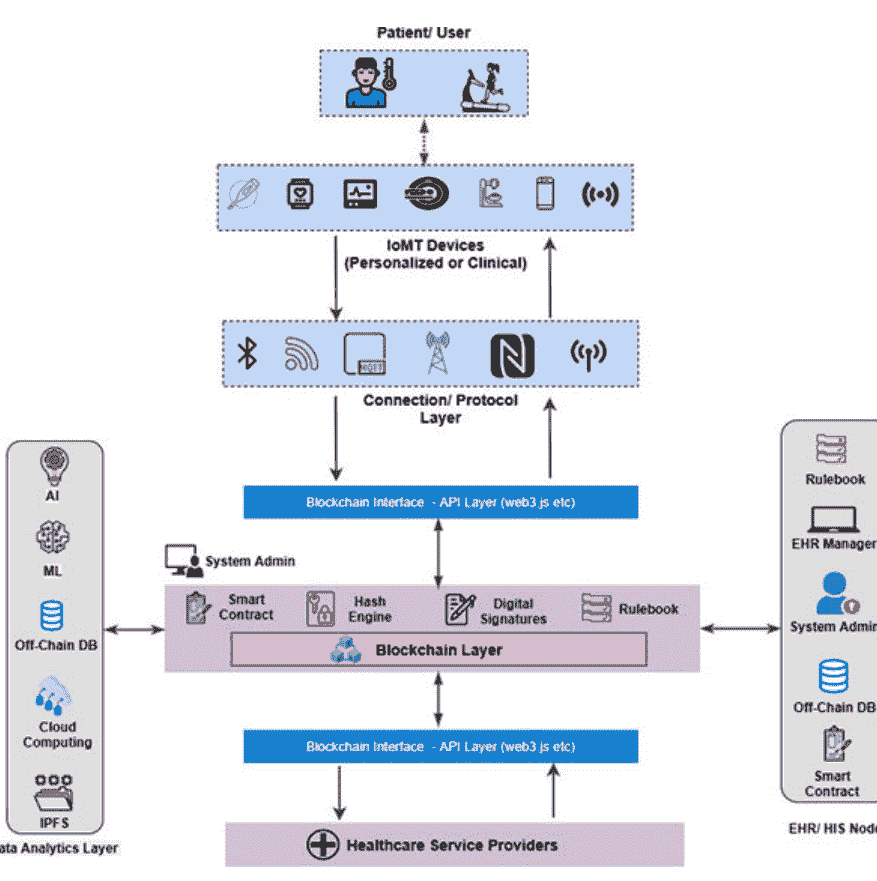 Patient/ User
IoMT Devices
(Personalized or Clinical)
MQTT
Connection/ Protocol
Layer
Blockchain Interface - API Layer (web3 js etc)
System Admin
Smart
Contract
Hash
Engine
Digital
Signatures
Rulebook
Blockchain Layer
Blockchain Interface - API Layer (web3 js etc)
Healthcare Service Providers
AI
ML
Off-Chain DB
Cloud
Computing
IPFS
ata Analytics Layer
Rulebook
EHR Manager
System Admin
Off-Chain DB
Smart
Contract
EHR/ HIS Node